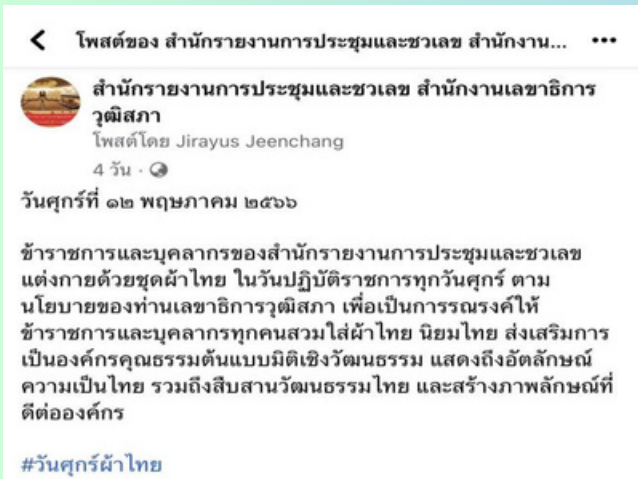 โพสต์ของ สำนักรายงานการประชุมและชวเลข สำนักงาน...
สำนักรายงานการประชุมและชวเลข สำนักงานเลขาธิการ
วุฒิสภา
โพสต์โดย Jirayus Jeenchang
4 วัน ·
วันศุกร์ที่ ๑๒ พฤษภาคม ๒๕๖๖
ข้าราชการและบุคลากรของสำนักรายงานการประชุมและชวเลข
แต่งกายด้วยชุดผ้าไทย ในวันปฏิบัติราชการทุกวันศุกร์ ตาม
นโยบายของท่านเลขาธิการวุฒิสภา เพื่อเป็นการรณรงค์ให้
ข้าราชการและบุคลากรทุกคนสวมใส่ผ้าไทย นิยมไทย ส่งเสริมการ
เป็นองค์กรคุณธรรมต้นแบบมิติเชิงวัฒนธรรม แสดงถึงอัตลักษณ์
ความเป็นไทย รวมถึงสืบสานวัฒนธรรมไทย และสร้างภาพลักษณ์ที่
ดีต่อองค์กร
#วันศุกร์ผ้าไทย